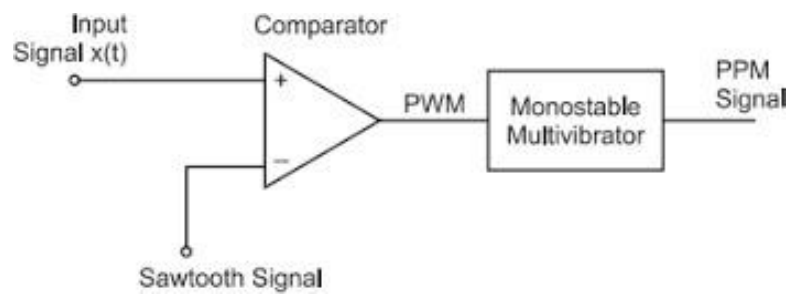 Input
Signal x(t)
Comparator
+
−
PWM
Monostable
Multivibrator
PPM
Signal
Sawtooth Signal